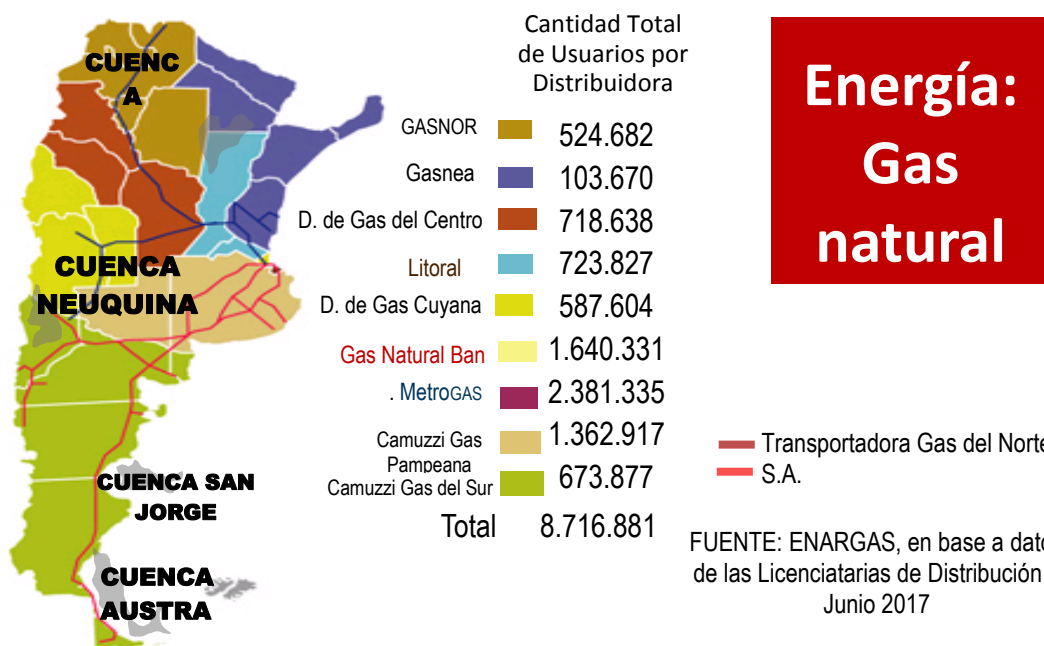 Cantidad Total
de Usuarios por
Distribuidora
Energía:
Gas
natural
CUENC
A
GASNOR 524.682
Gasnea 103.670
D. de Gas del Centro 718.638
Litoral 723.827
D. de Gas Cuyana 587.604
Gas Natural Ban 1.640.331
. MetroGAS 2.381.335
Camuzzi Gas 1.362.917
Pampeana
Camuzzi Gas del Sur 673.877
Total 8.716.881
CUENCA
NEUQUINA
CUENCA SAN
JORGE
CUENCA
AUSTRA
Transportadora Gas del Norte
S.A.
FUENTE: ENARGAS, en base a dato
de las Licenciatarias de Distribución
Junio 2017